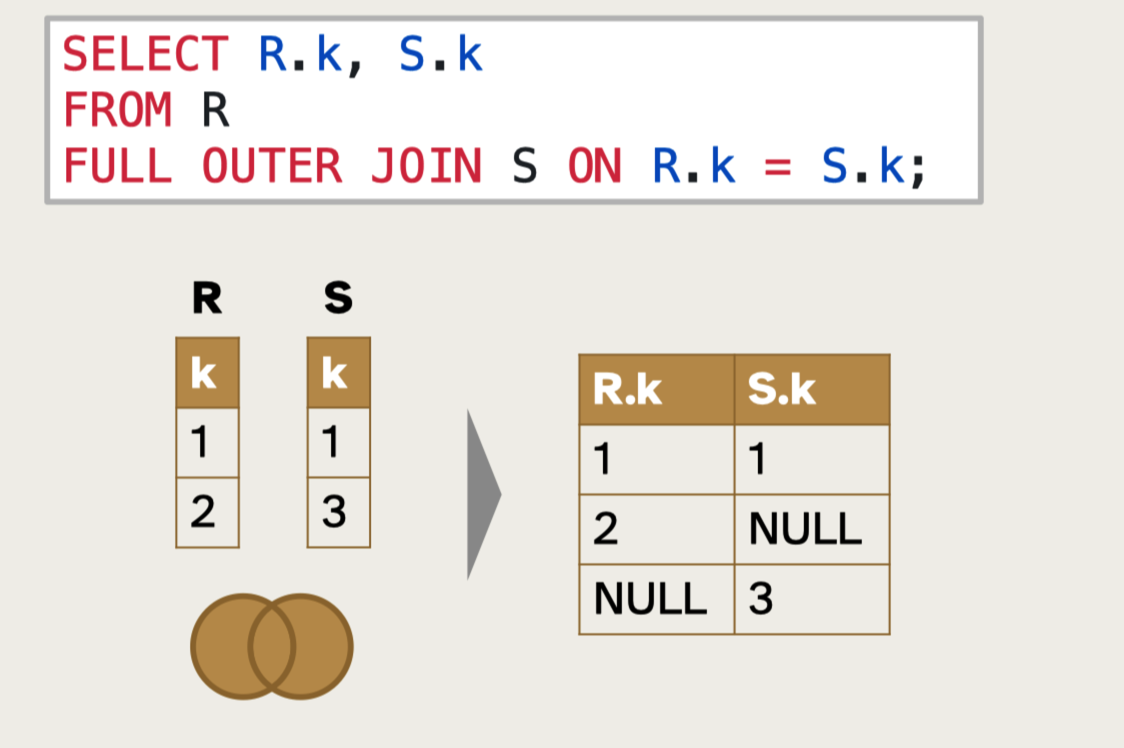 SELECT R.k, S.k
FROM R
FULL OUTER JOIN S ON R.k = S.k;
R S
k k
1 1
2 3
R.k S.k
1 1
2 NULL
NULL 3